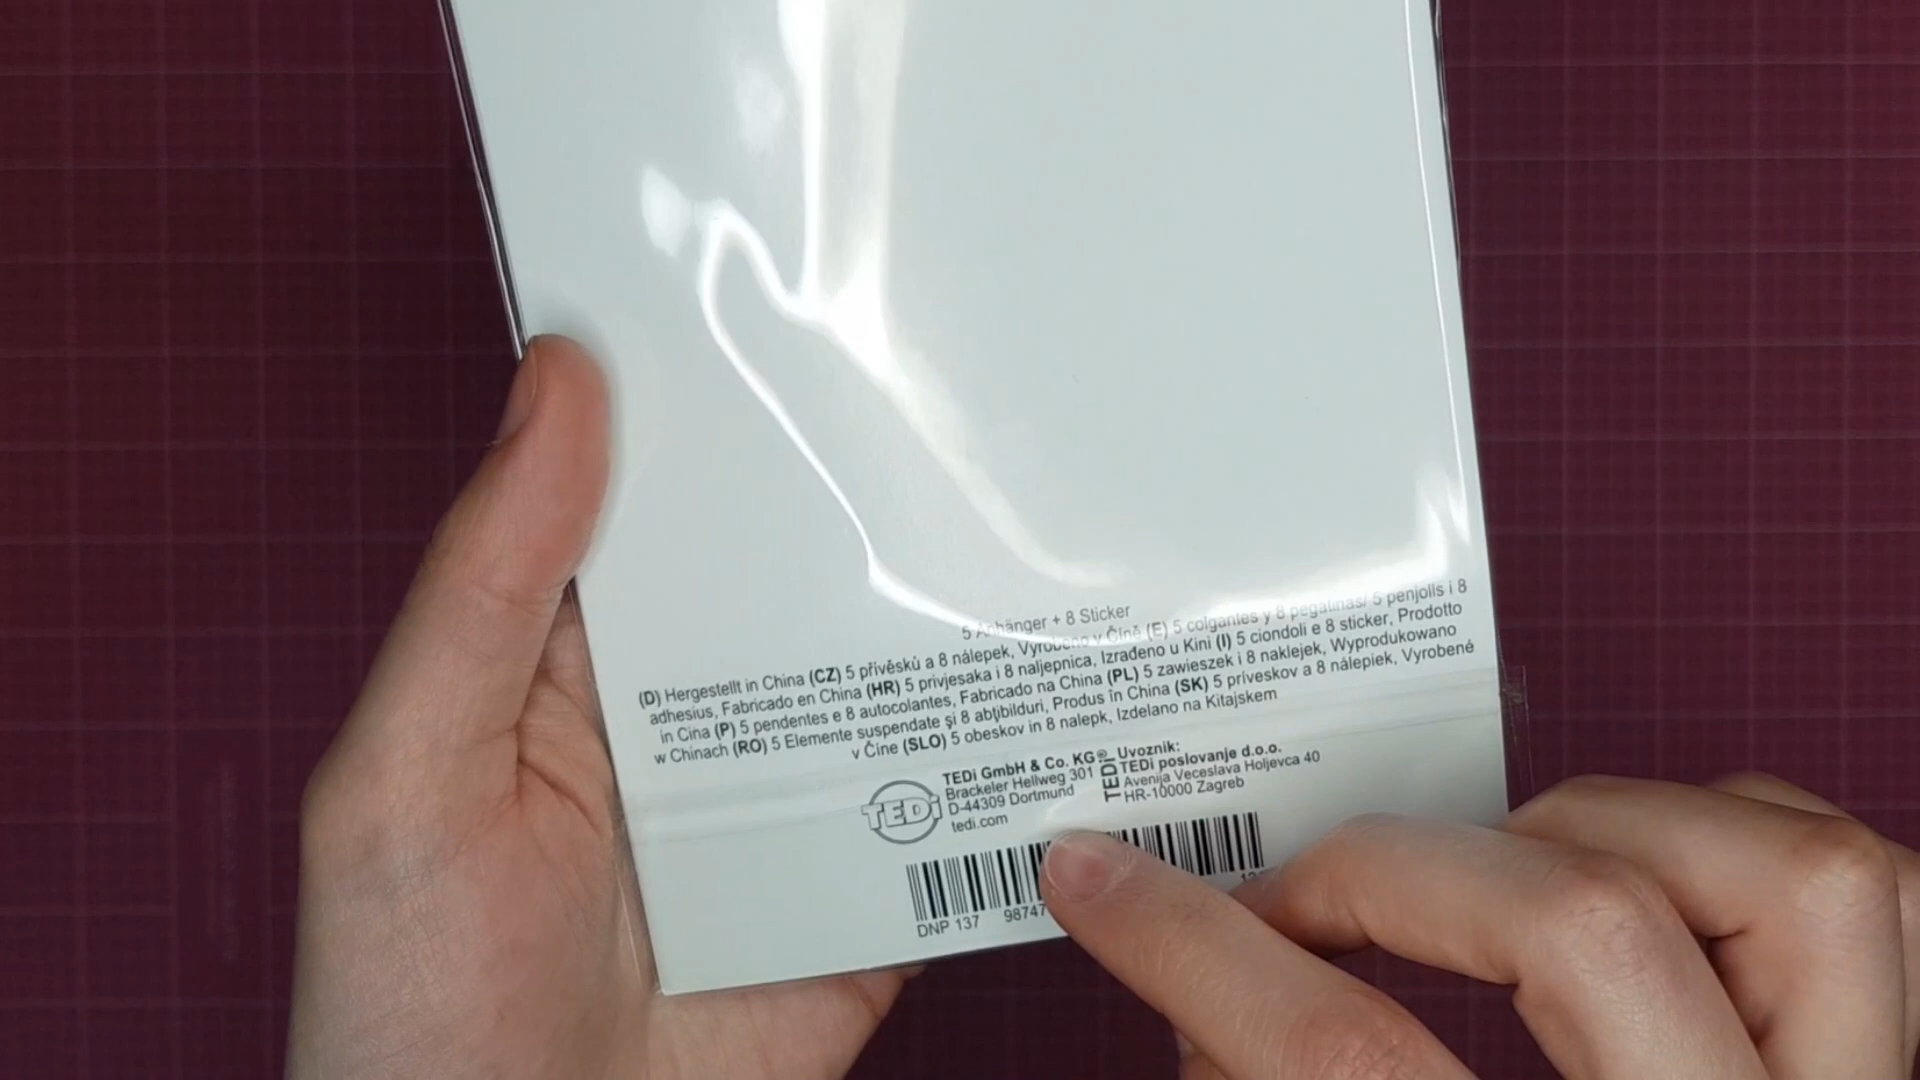 5 Anhänger + 8 Sticker
(D) Hergestellt in China (CZ) 5 přívěsků a 8 nálepek, Vyrobeno v Číně (E) 5 colgantes y 8 pegatinas/ 5 penjolls i 8
adhesius, Fabricado en China (HR) 5 privjesaka i 8 naljepnica, Izrađeno u Kini (I) 5 ciondoli e 8 sticker, Prodotto
in Cina (P) 5 pendentes e 8 autocolantes, Fabricado na China (PL) 5 zawieszek i 8 naklejek, Wyprodukowano
w Chinach (RO) 5 Elemente suspendate și 8 abțibilduri, Produs în China (SK) 5 príveskov a 8 nálepiek, Vyrobené
v Číne (SLO) 5 obeskov in 8 nalepk, Izdelano na Kitajskem
TEDi
TEDi GmbH & Co. KG
Brackeler Hellweg 301
D-44309 Dortmund
tedi.com
TEDi®
Uvoznik:
TEDi poslovanje d.o.o.
Avenija Veceslava Holjevca 40
HR-10000 Zagreb
DNP 137 98747